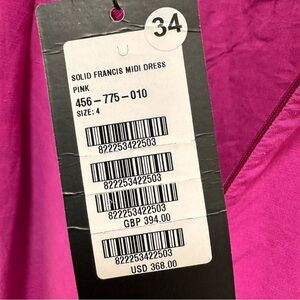 34
SOLID FRANCIS MIDI DRESS
PINK
456-775-010
SIZE: 4
822253422503
822253422503
822253422503
GBP 394.00
822253422503
USD 368.00